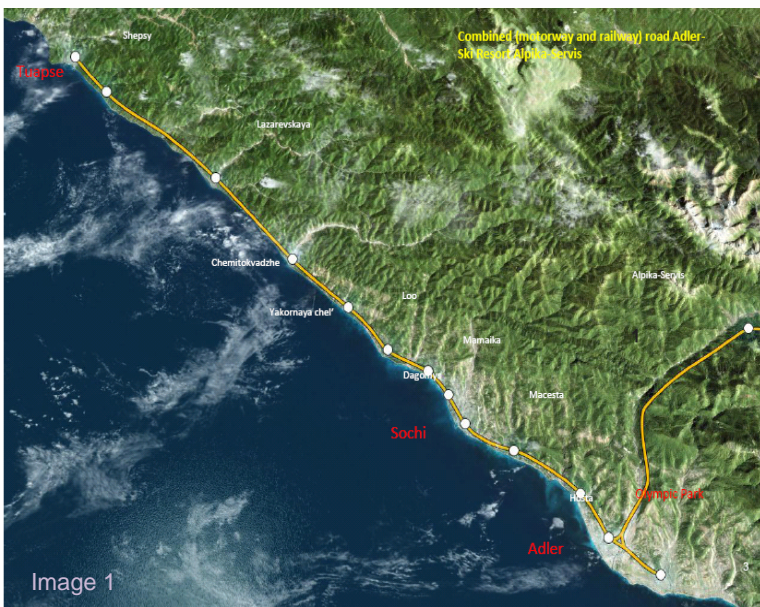 Combined (motorway and railway) road Adler-
Ski Resort Alpika-Servis
Shepsy
Tuapse
Lazarevskaya
Chemitokvadzhe
Alpika-Servis
Loo
Yakornaya chel'
Mamaika
Dagomys
Macesta
Sochi
Olympic Park
Hosta
Adler
3
Image 1